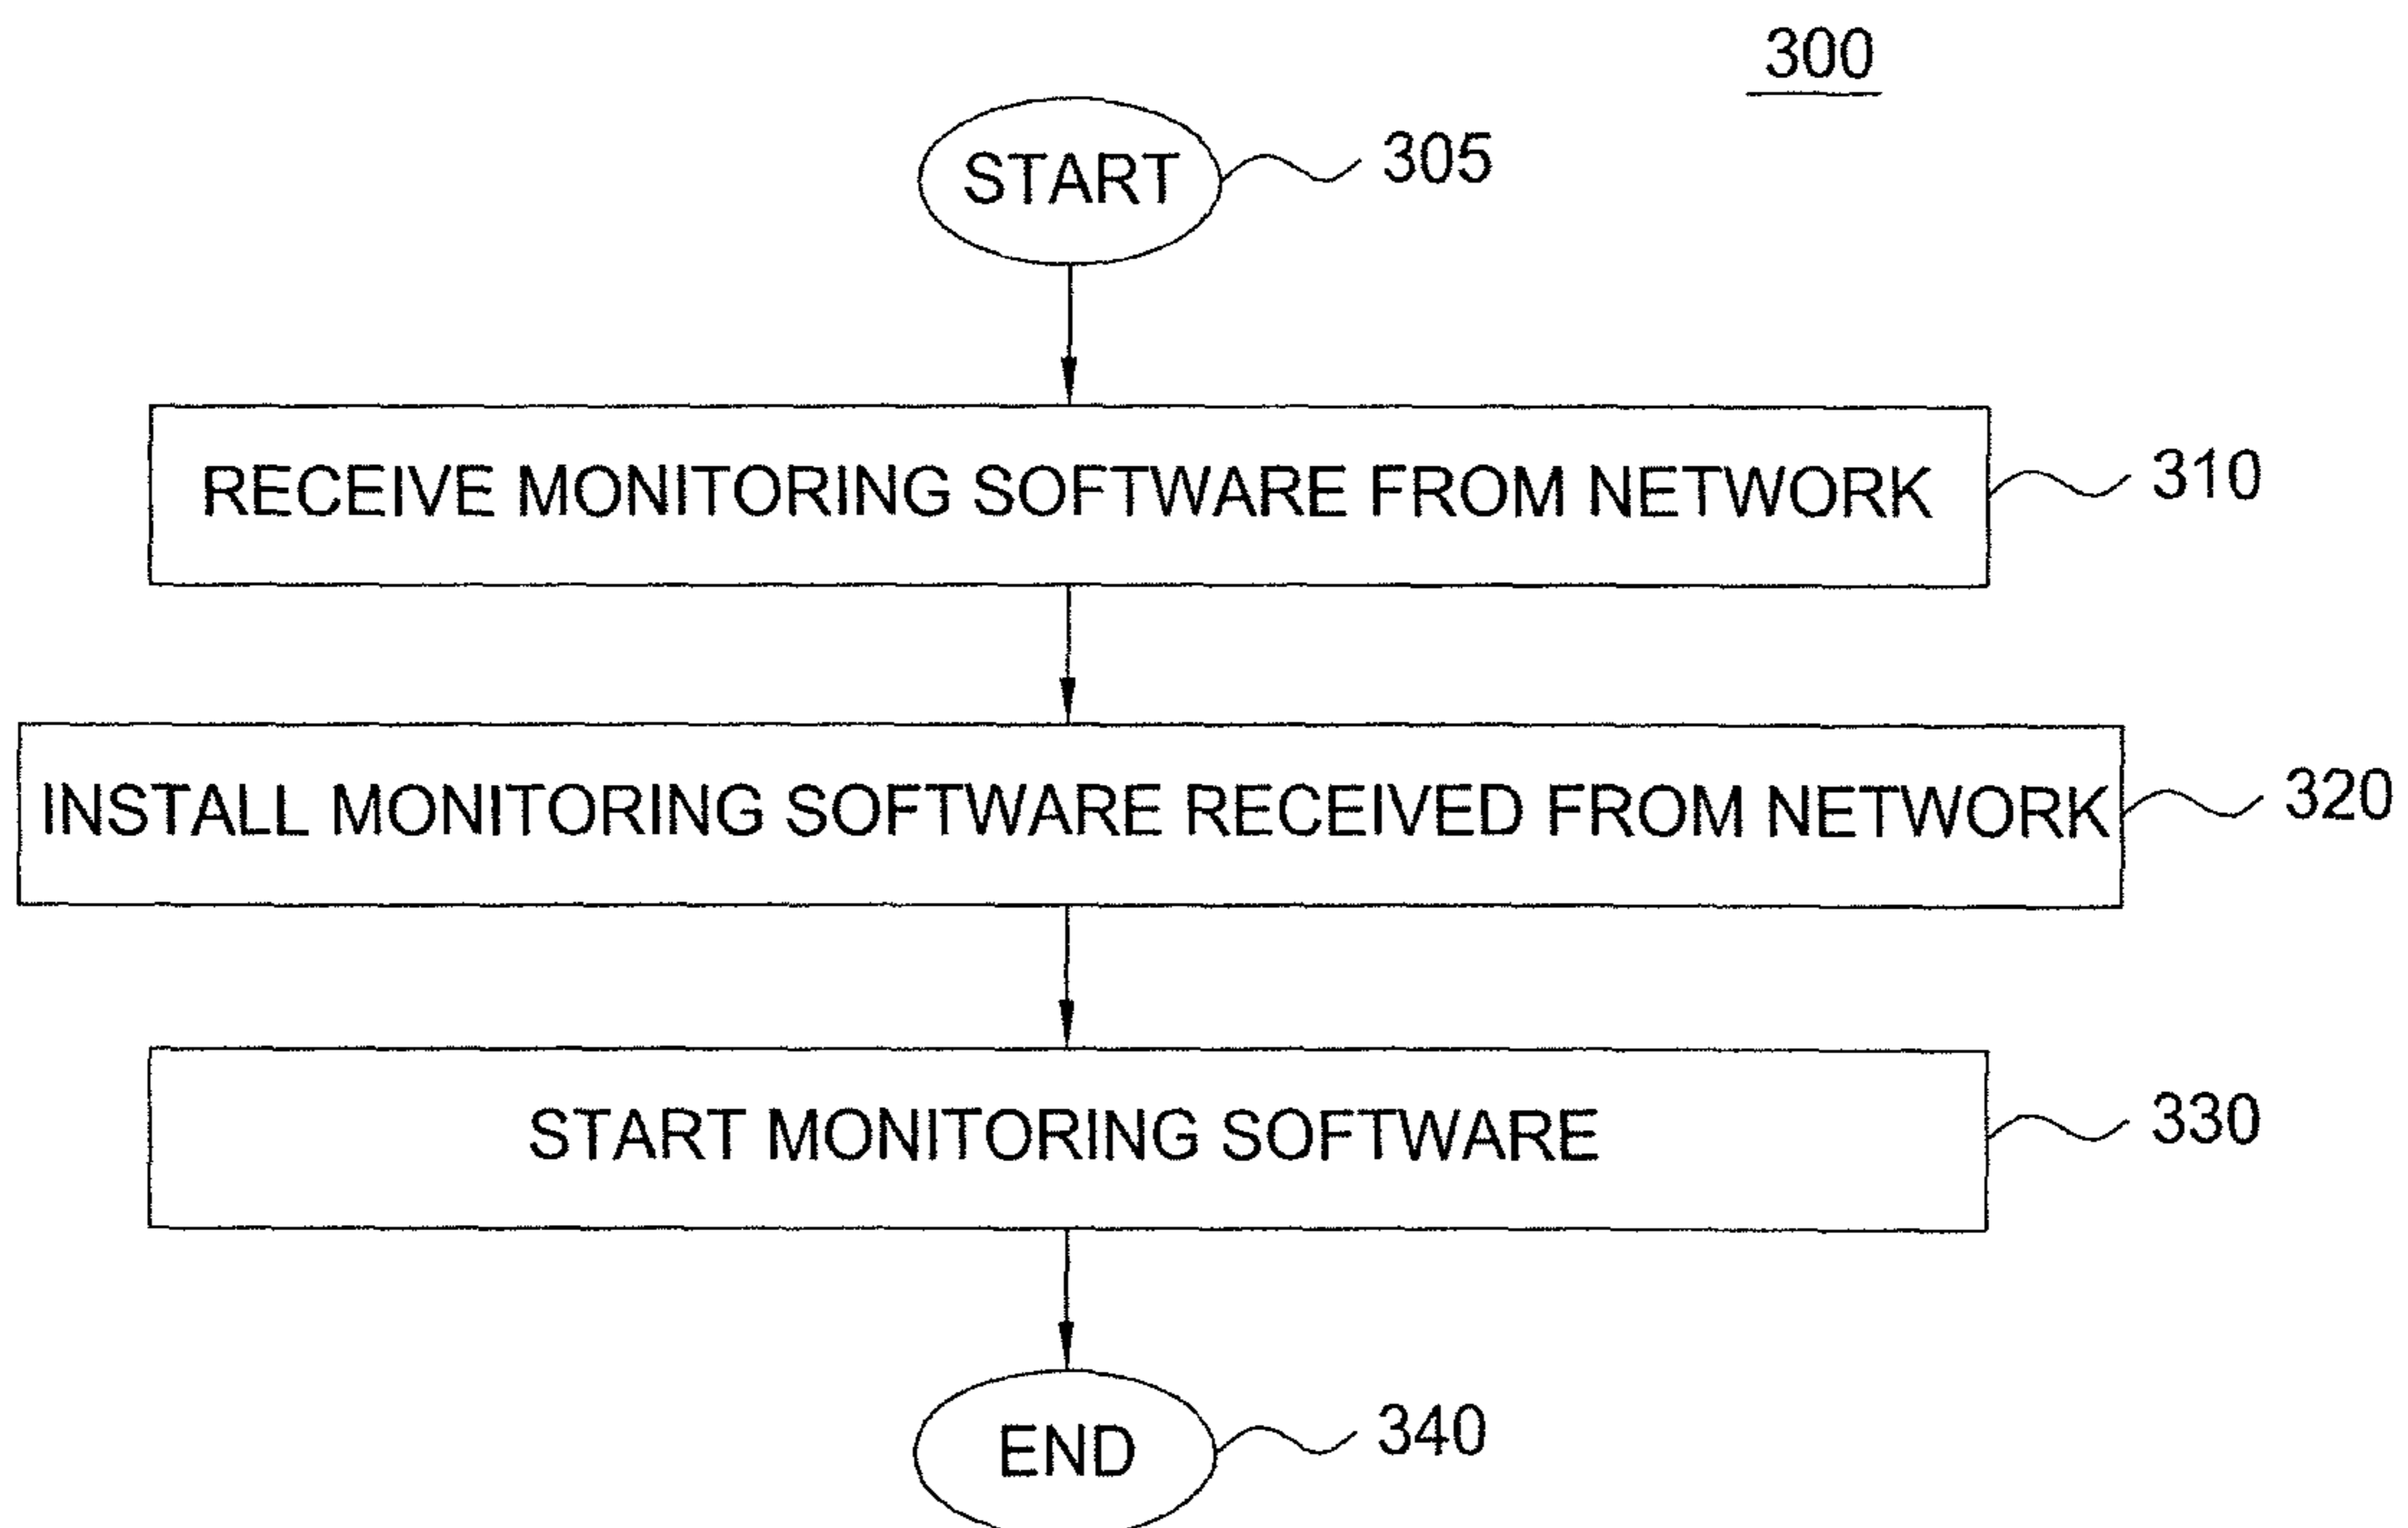 300
START
305
RECEIVE MONITORING SOFTWARE FROM NETWORK
310
INSTALL MONITORING SOFTWARE RECEIVED FROM NETWORK
320
START MONITORING SOFTWARE
330
END
340